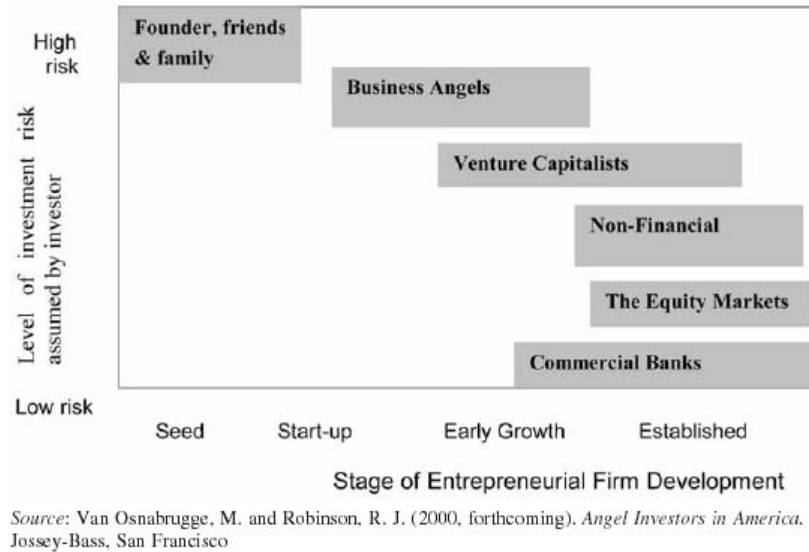 High
risk
Level of investment risk
assumed by investor
Low risk
Founder, friends
& family
Business Angels
Venture Capitalists
Non-Financial
The Equity Markets
Commercial Banks
Seed
Start-up
Early Growth
Established
Stage of Entrepreneurial Firm Development
Source: Van Osnabrugge, M. and Robinson, R. J. (2000, forthcoming). Angel Investors in America.
Jossey-Bass, San Francisco